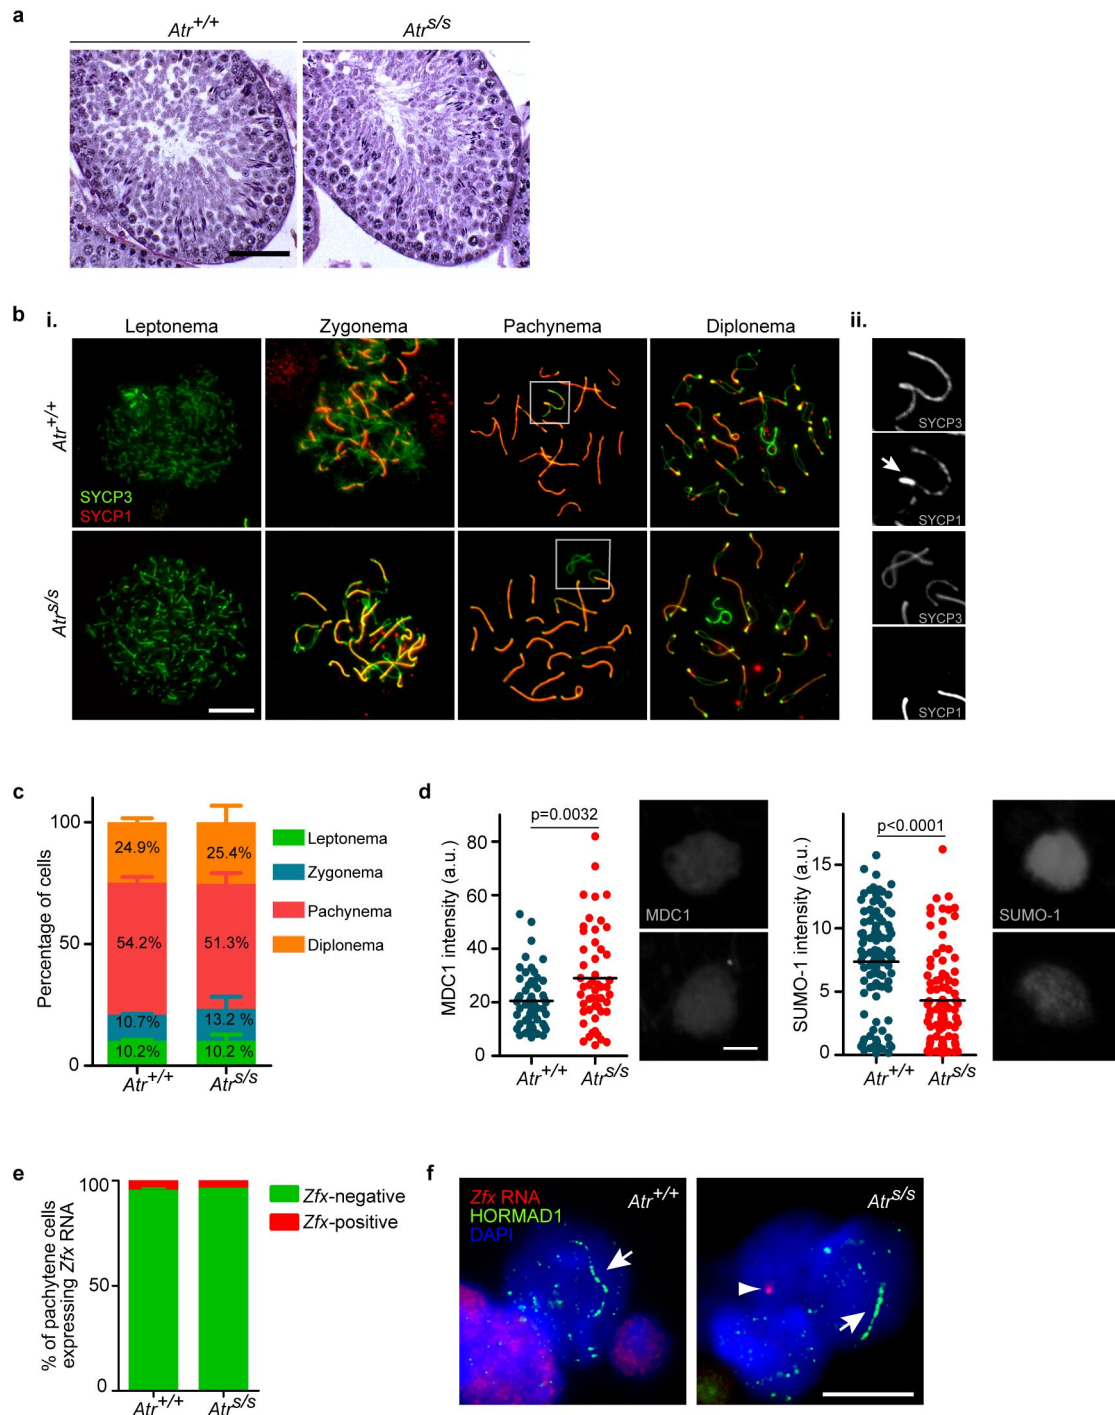 a
Atr+/+ Atrs/s
b i. Leptonema Zygonema Pachynema Diplonema ii.
Atr+/+
SYCP3
SYCP1
SYCP3
SYCP1
Atrs/s
SYCP3
SYCP1
c
Percentage of cells
100
50
0
24.9% 25.4%
54.2% 51.3%
10.7% 13.2 %
10.2% 10.2 %
Atr+/+ Atrs/s
Leptonema
Zygonema
Pachynema
Diplonema
d
p=0.0032
MDC1 intensity (a.u.)
80
60
40
20
0
Atr+/+ Atrs/s
MDC1
p<0.0001
SUMO-1 intensity (a.u.)
15
10
5
0
Atr+/+ Atrs/s
SUMO-1
e
% of pachytene cells
expressing Zfx RNA
100
50
0
Atr+/+ Atrs/s
Zfx-negative
Zfx-positive
f
Zfx RNA Atr+/+
HORMAD1
DAPI
Atrs/s